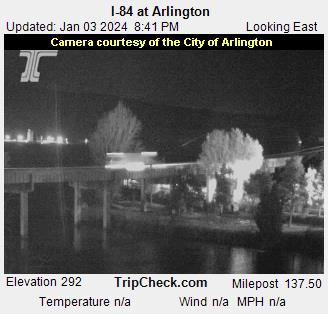 I-84 at Arlington
Updated: Jan 03 2024 8:41 PM Looking East
Camera courtesy of the City of Arlington
Elevation 292 TripCheck.com Milepost 137.50
Temperature n/a Wind n/a MPH n/a